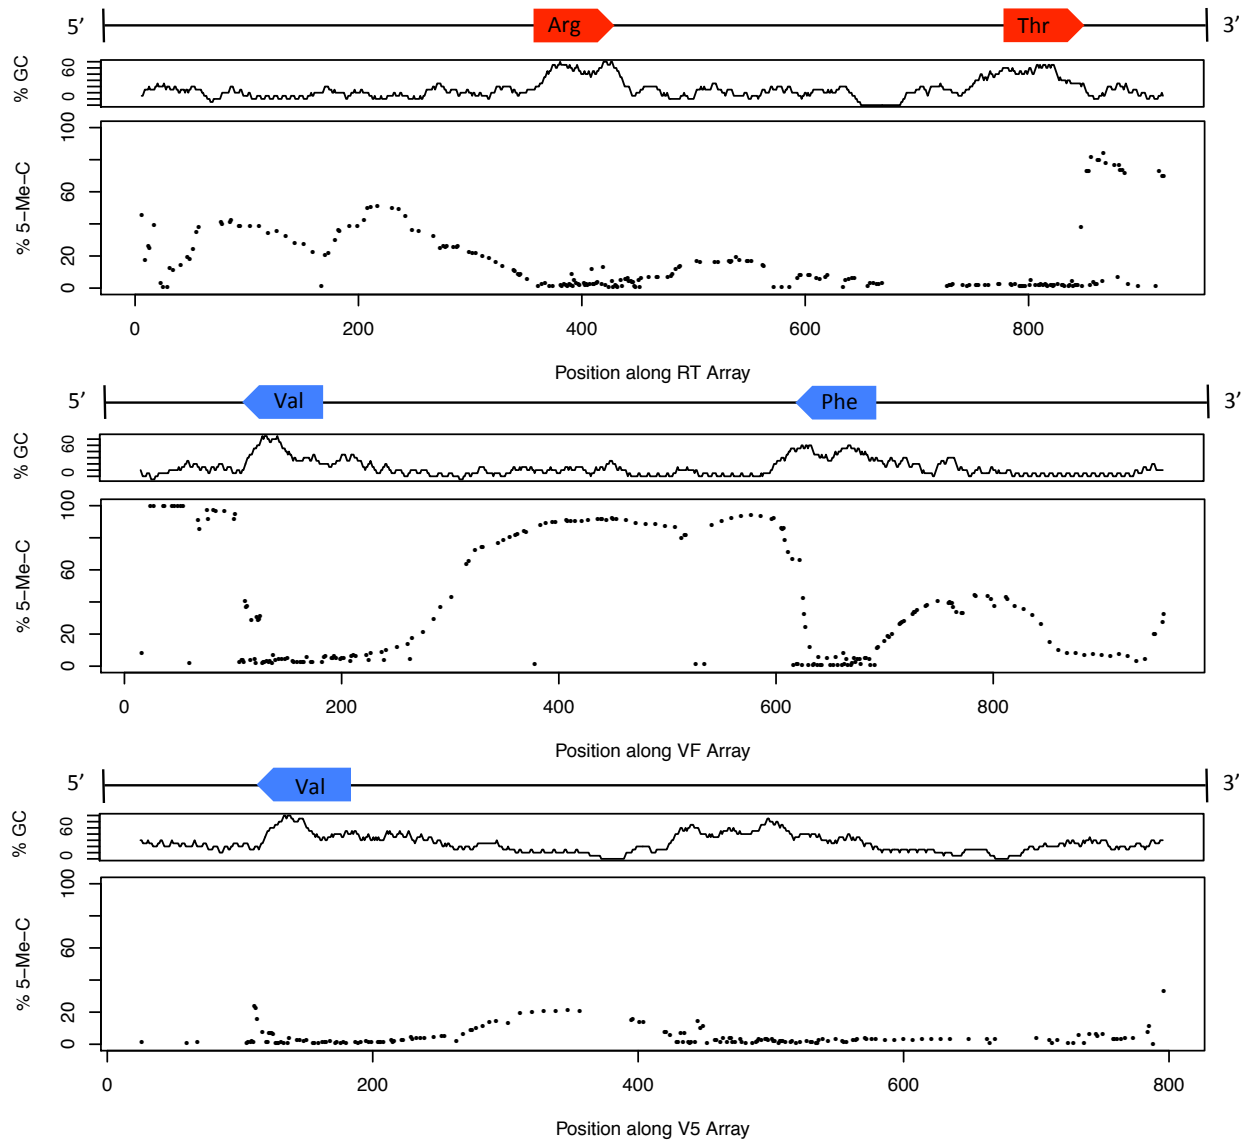 5’ Arg Thr 3’
% GC
0 60
% 5−Me−C
0 20 60 100
0 200 400 600 800
Position along RT Array
5’ Val Phe 3’
% GC
0 60
% 5−Me−C
0 20 60 100
0 200 400 600 800
Position along VF Array
5’ Val 3’
% GC
0 60
% 5−Me−C
0 20 60 100
0 200 400 600 800
Position along V5 Array